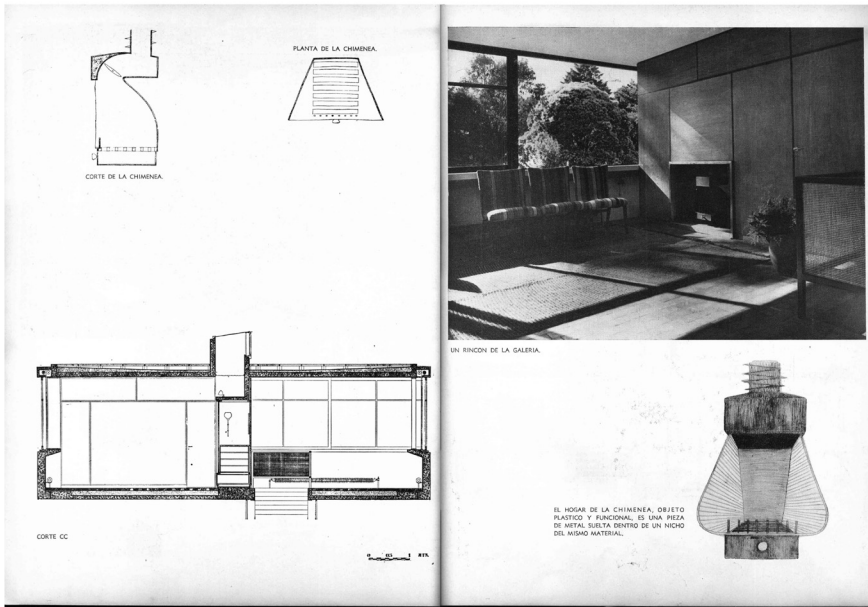 PLANTA DE LA CHIMENEA.
CORTE DE LA CHIMENEA.
CORTE CC
UN RINCON DE LA GALERIA.
EL HOGAR DE LA CHIMENEA, OBJETO
PLASTICO Y FUNCIONAL, ES UNA PIEZA
DE METAL SUELTA DENTRO DE UN NICHO
DEL MISMO MATERIAL.